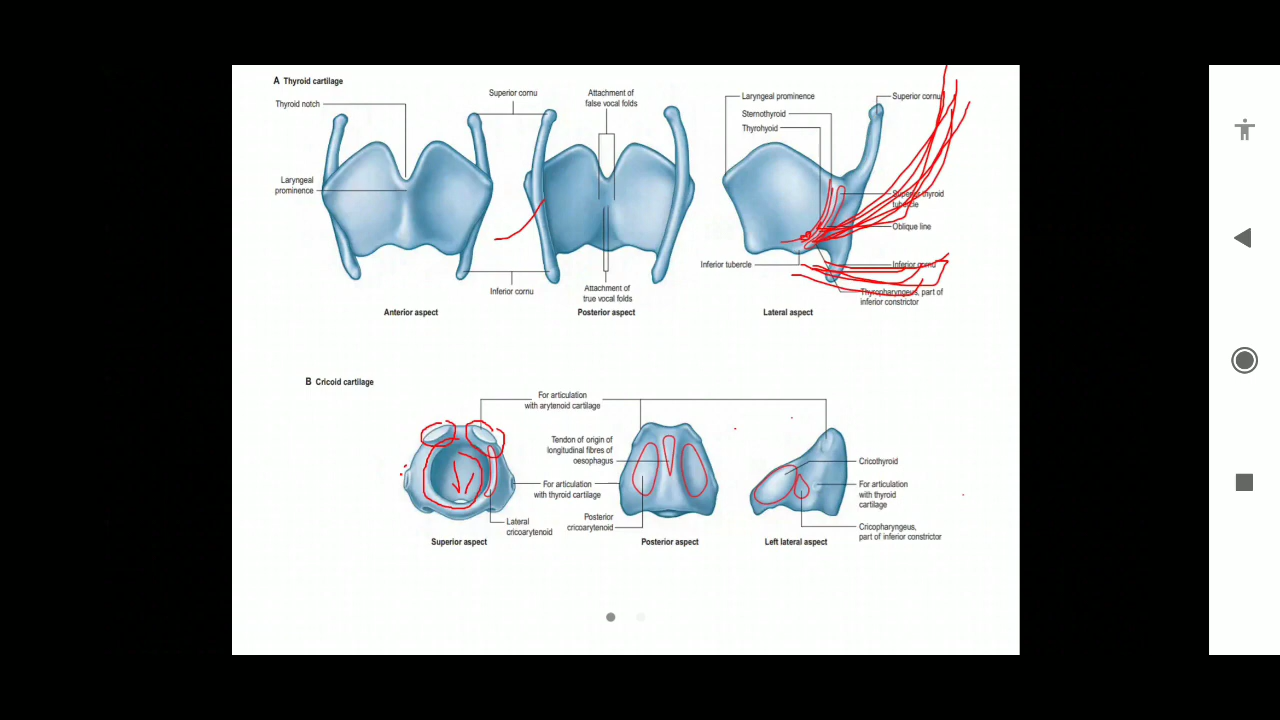 A Thyroid cartilage
Thyroid notch
Superior cornu
Attachment of
false vocal folds
Laryngeal prominence
Superior cornu
Sternothyroid
Thyrohyoid
Laryngeal
prominence
Superior thyroid
tubercle
Oblique line
Inferior tubercle
Inferior cornu
Inferior cornu
Attachment of
true vocal folds
Thyropharyngeus, part of
inferior constrictor
Anterior aspect
Posterior aspect
Lateral aspect
B Cricoid cartilage
For articulation
with arytenoid cartilage
Tendon of origin of
longitudinal fibres of
oesophagus
Cricothyroid
For articulation
with thyroid cartilage
For articulation
with thyroid
cartilage
Lateral
cricoarytenoid
Posterior
cricoarytenoid
Cricopharyngeus,
part of inferior constrictor
Superior aspect
Posterior aspect
Left lateral aspect